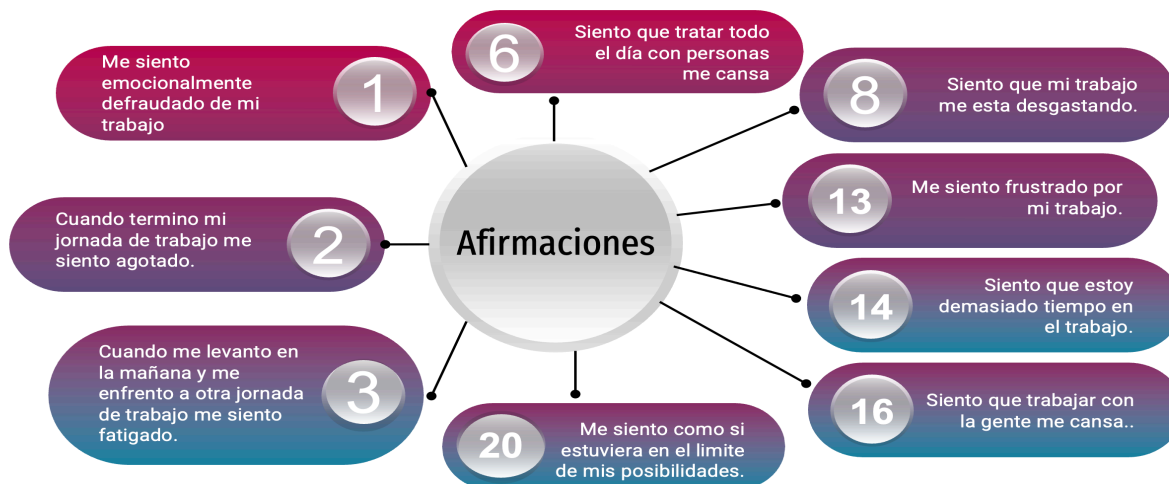 Me siento
emocionalmente
defraudado de mi
trabajo
1
6
Siento que tratar todo
el día con personas
me cansa
8
Siento que mi trabajo
me esta desgastando.
13
Me siento frustrado por
mi trabajo.
Cuando termino mi
jornada de trabajo me
siento agotado.
2
Afirmaciones
14
Siento que estoy
demasiado tiempo en
el trabajo.
Cuando me levanto en
la mañana y me
enfrento a otra jornada
de trabajo me siento
fatigado.
3
16
Siento que trabajar con
la gente me cansa..
20
Me siento como si
estuviera en el limite
de mis posibilidades.